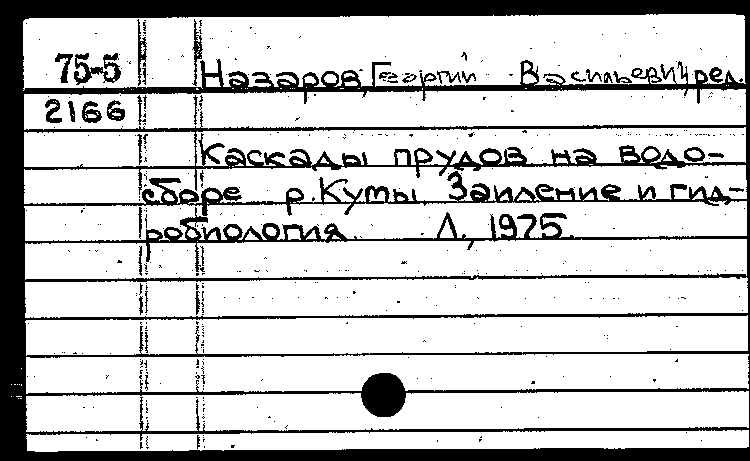 75-5 Назаров, Георгий Васильевич, ред.
2166
Каскады прудов на водо-
сборе р. Куты. Заиление и гид-
робиология. Л., 1975.